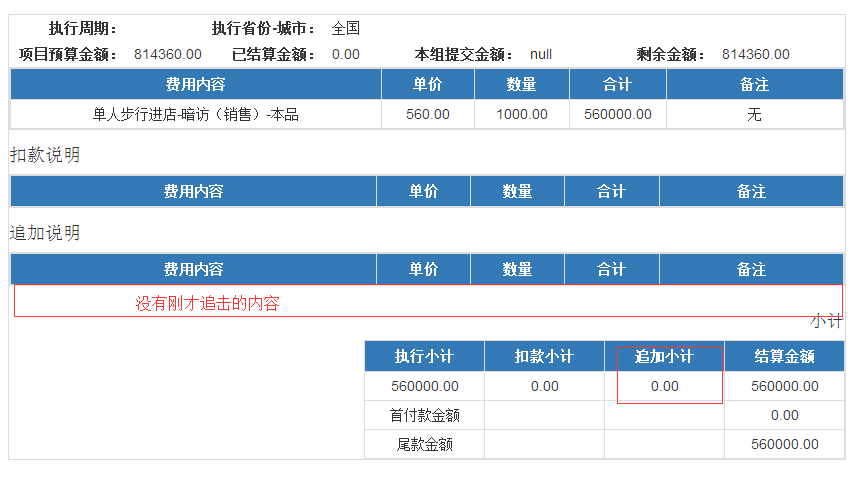 执行周期： 执行省份-城市： 全国
项目预算金额： 814360.00 已结算金额： 0.00 本组提交金额： null 剩余金额： 814360.00
费用内容 单价 数量 合计 备注
单人步行进店-暗访（销售）-本品 560.00 1000.00 560000.00 无
扣款说明
费用内容 单价 数量 合计 备注
追加说明
费用内容 单价 数量 合计 备注
没有刚才追击的内容
小计
执行小计 扣款小计 追加小计 结算金额
560000.00 0.00 0.00 560000.00
首付款金额 0.00
尾款金额 560000.00